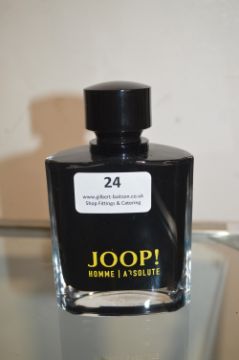 24
www.gilbert-baitson.co.uk
Shop Fittings & Catering
JOOP!
HOMME | ABSOLUTE